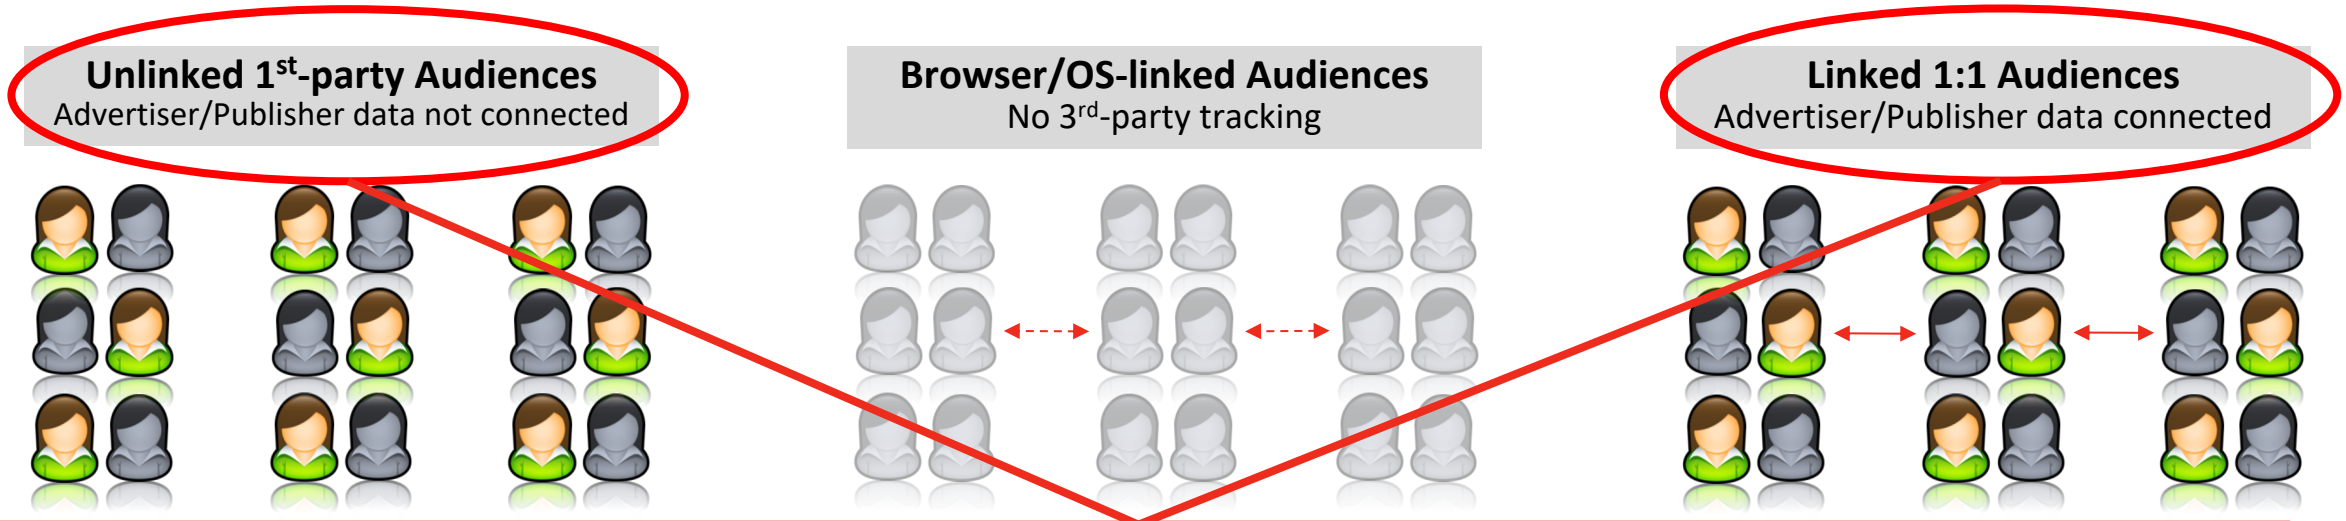 Unlinked 1st-party Audiences
Advertiser/Publisher data not connected
Browser/OS-linked Audiences
No 3rd-party tracking
Linked 1:1 Audiences
Advertiser/Publisher data connected